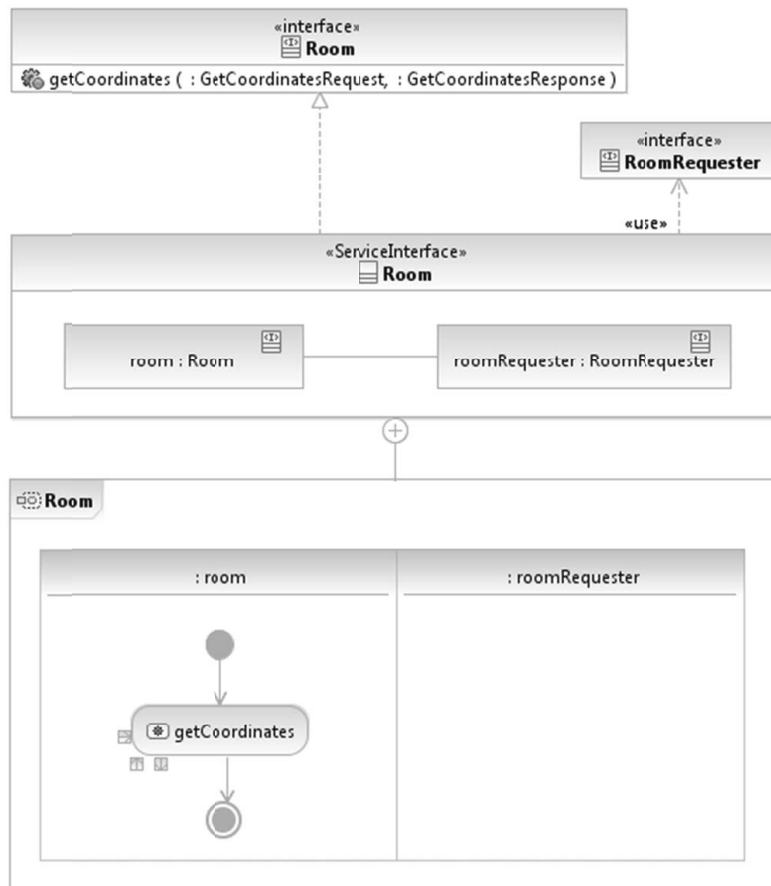 «interface»
Room
getCoordinates ( : GetCoordinatesRequest, : GetCoordinatesResponse )
«interface»
RoomRequester
«use»
«ServiceInterface»
Room
room : Room
roomRequester : RoomRequester
Room
: room
: roomRequester
getCoordinates